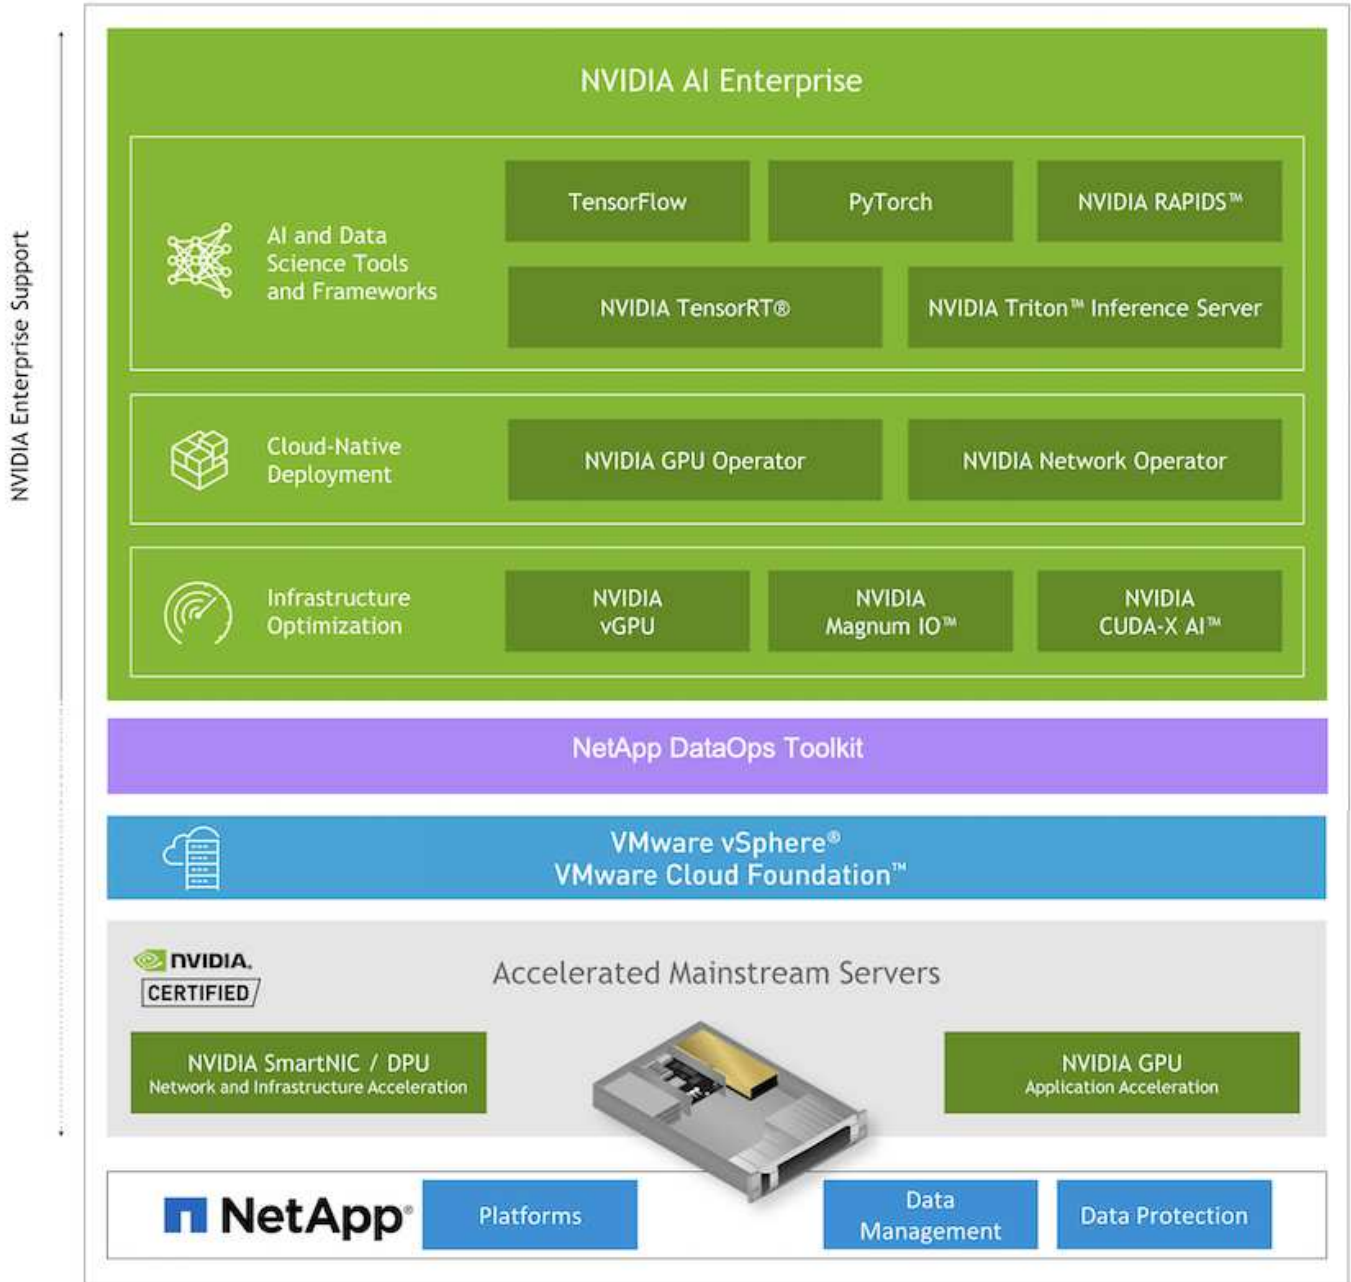 NVIDIA Enterprise Support
NVIDIA AI Enterprise
AI and Data
Science Tools
and Frameworks
TensorFlow
PyTorch
NVIDIA RAPIDS™
NVIDIA TensorRT®
NVIDIA Triton™ Inference Server
Cloud-Native
Deployment
NVIDIA GPU Operator
NVIDIA Network Operator
Infrastructure
Optimization
NVIDIA
vGPU
NVIDIA
Magnum IO™
NVIDIA
CUDA-X AI™
NetApp DataOps Toolkit
VMware vSphere®
VMware Cloud Foundation™
NVIDIA.
CERTIFIED
Accelerated Mainstream Servers
NVIDIA SmartNIC / DPU
Network and Infrastructure Acceleration
NVIDIA GPU
Application Acceleration
NetApp®
Platforms
Data
Management
Data Protection